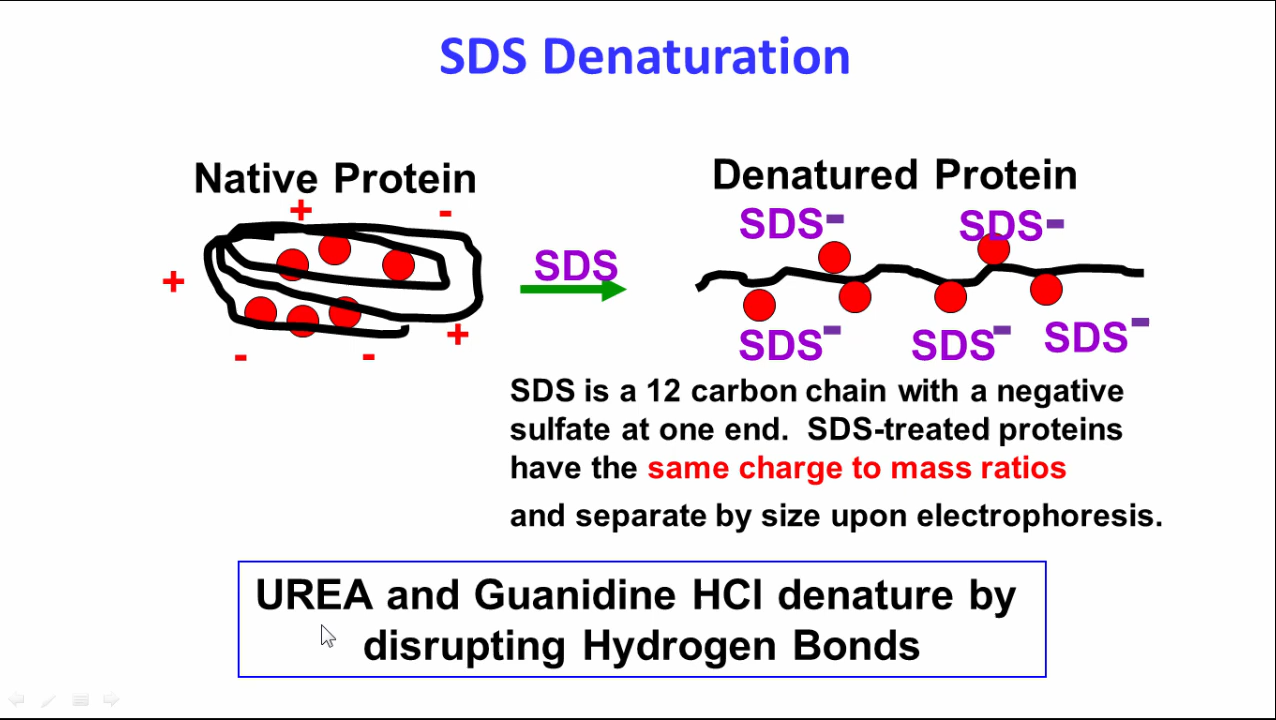 SDS Denaturation
Native Protein
+ -
+
+
- -
SDS
Denatured Protein
SDS- SDS-
SDS- SDS- SDS-
SDS is a 12 carbon chain with a negative
sulfate at one end. SDS-treated proteins
have the same charge to mass ratios
and separate by size upon electrophoresis.
UREA and Guanidine HCl denature by
disrupting Hydrogen Bonds